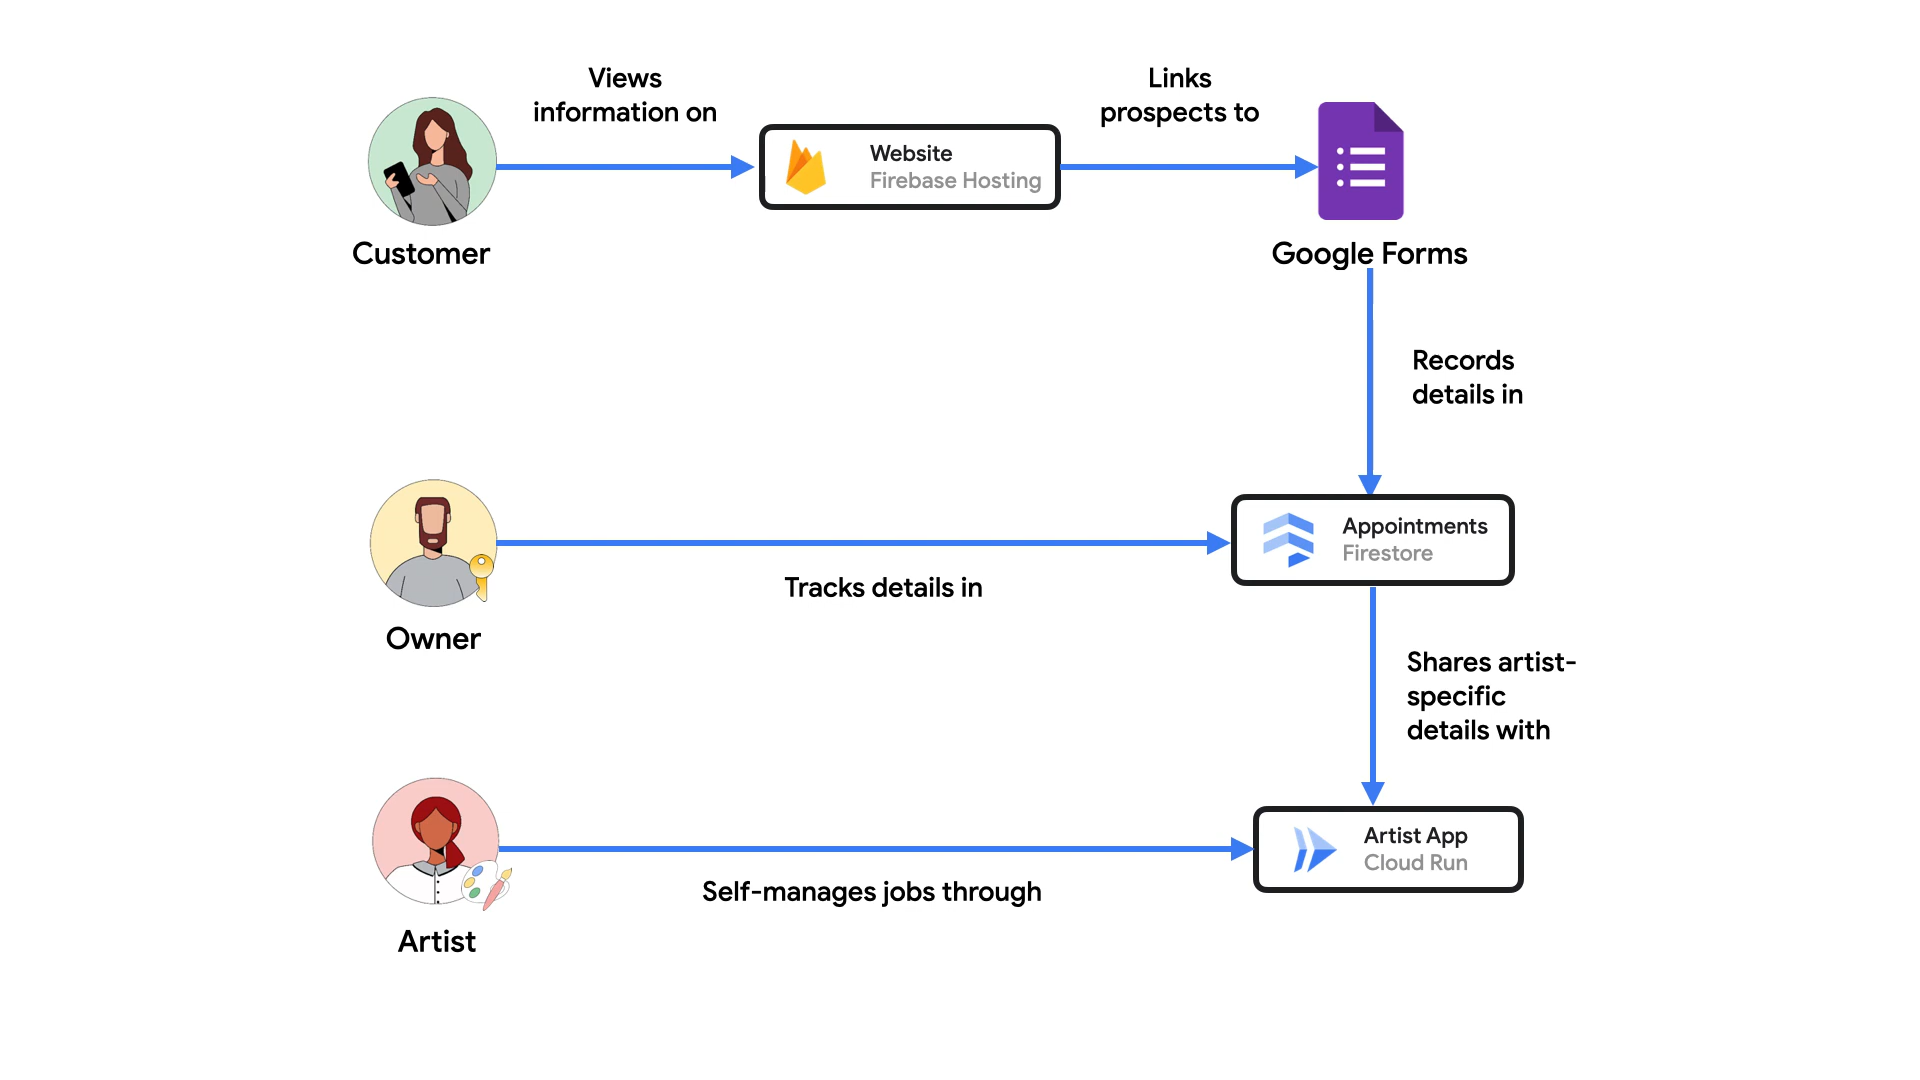 Views
information on
Links
prospects to
Website
Firebase Hosting
Customer
Google Forms
Records
details in
Appointments
Firestore
Tracks details in
Owner
Shares artist-
specific
details with
Artist App
Cloud Run
Self-manages jobs through
Artist